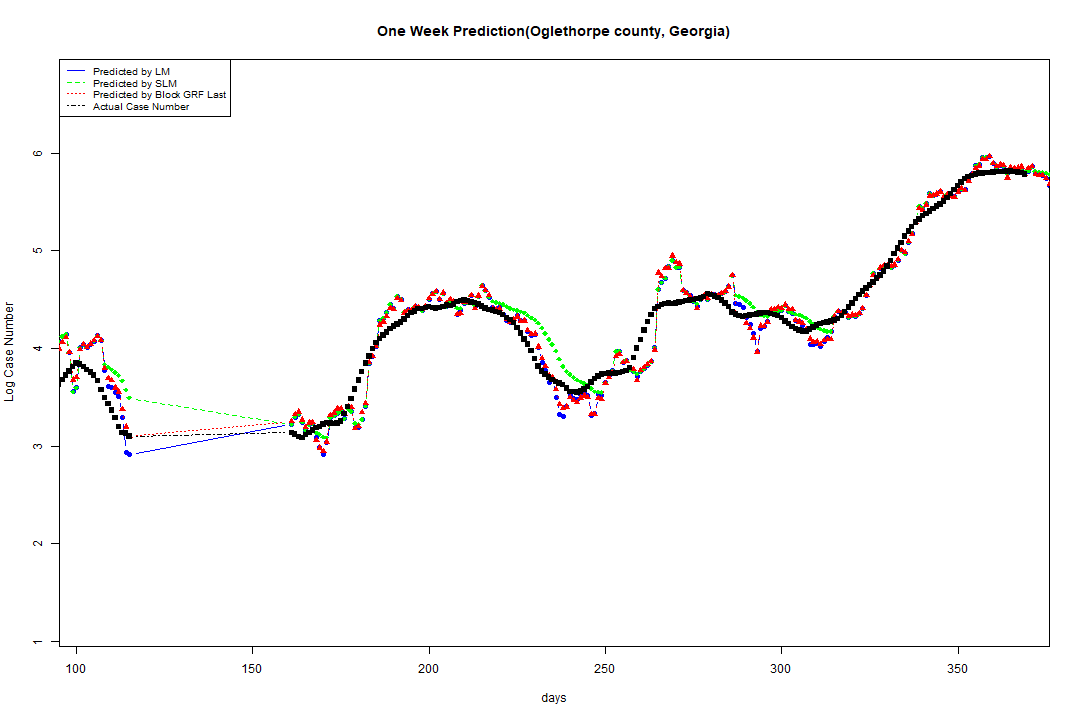 One Week Prediction(Oglethorpe county, Georgia)
Predicted by LM
Predicted by SLM
Predicted by Block GRF Last
Actual Case Number
Log Case Number
6
5
4
3
2
1
100 150 200 250 300 350
days